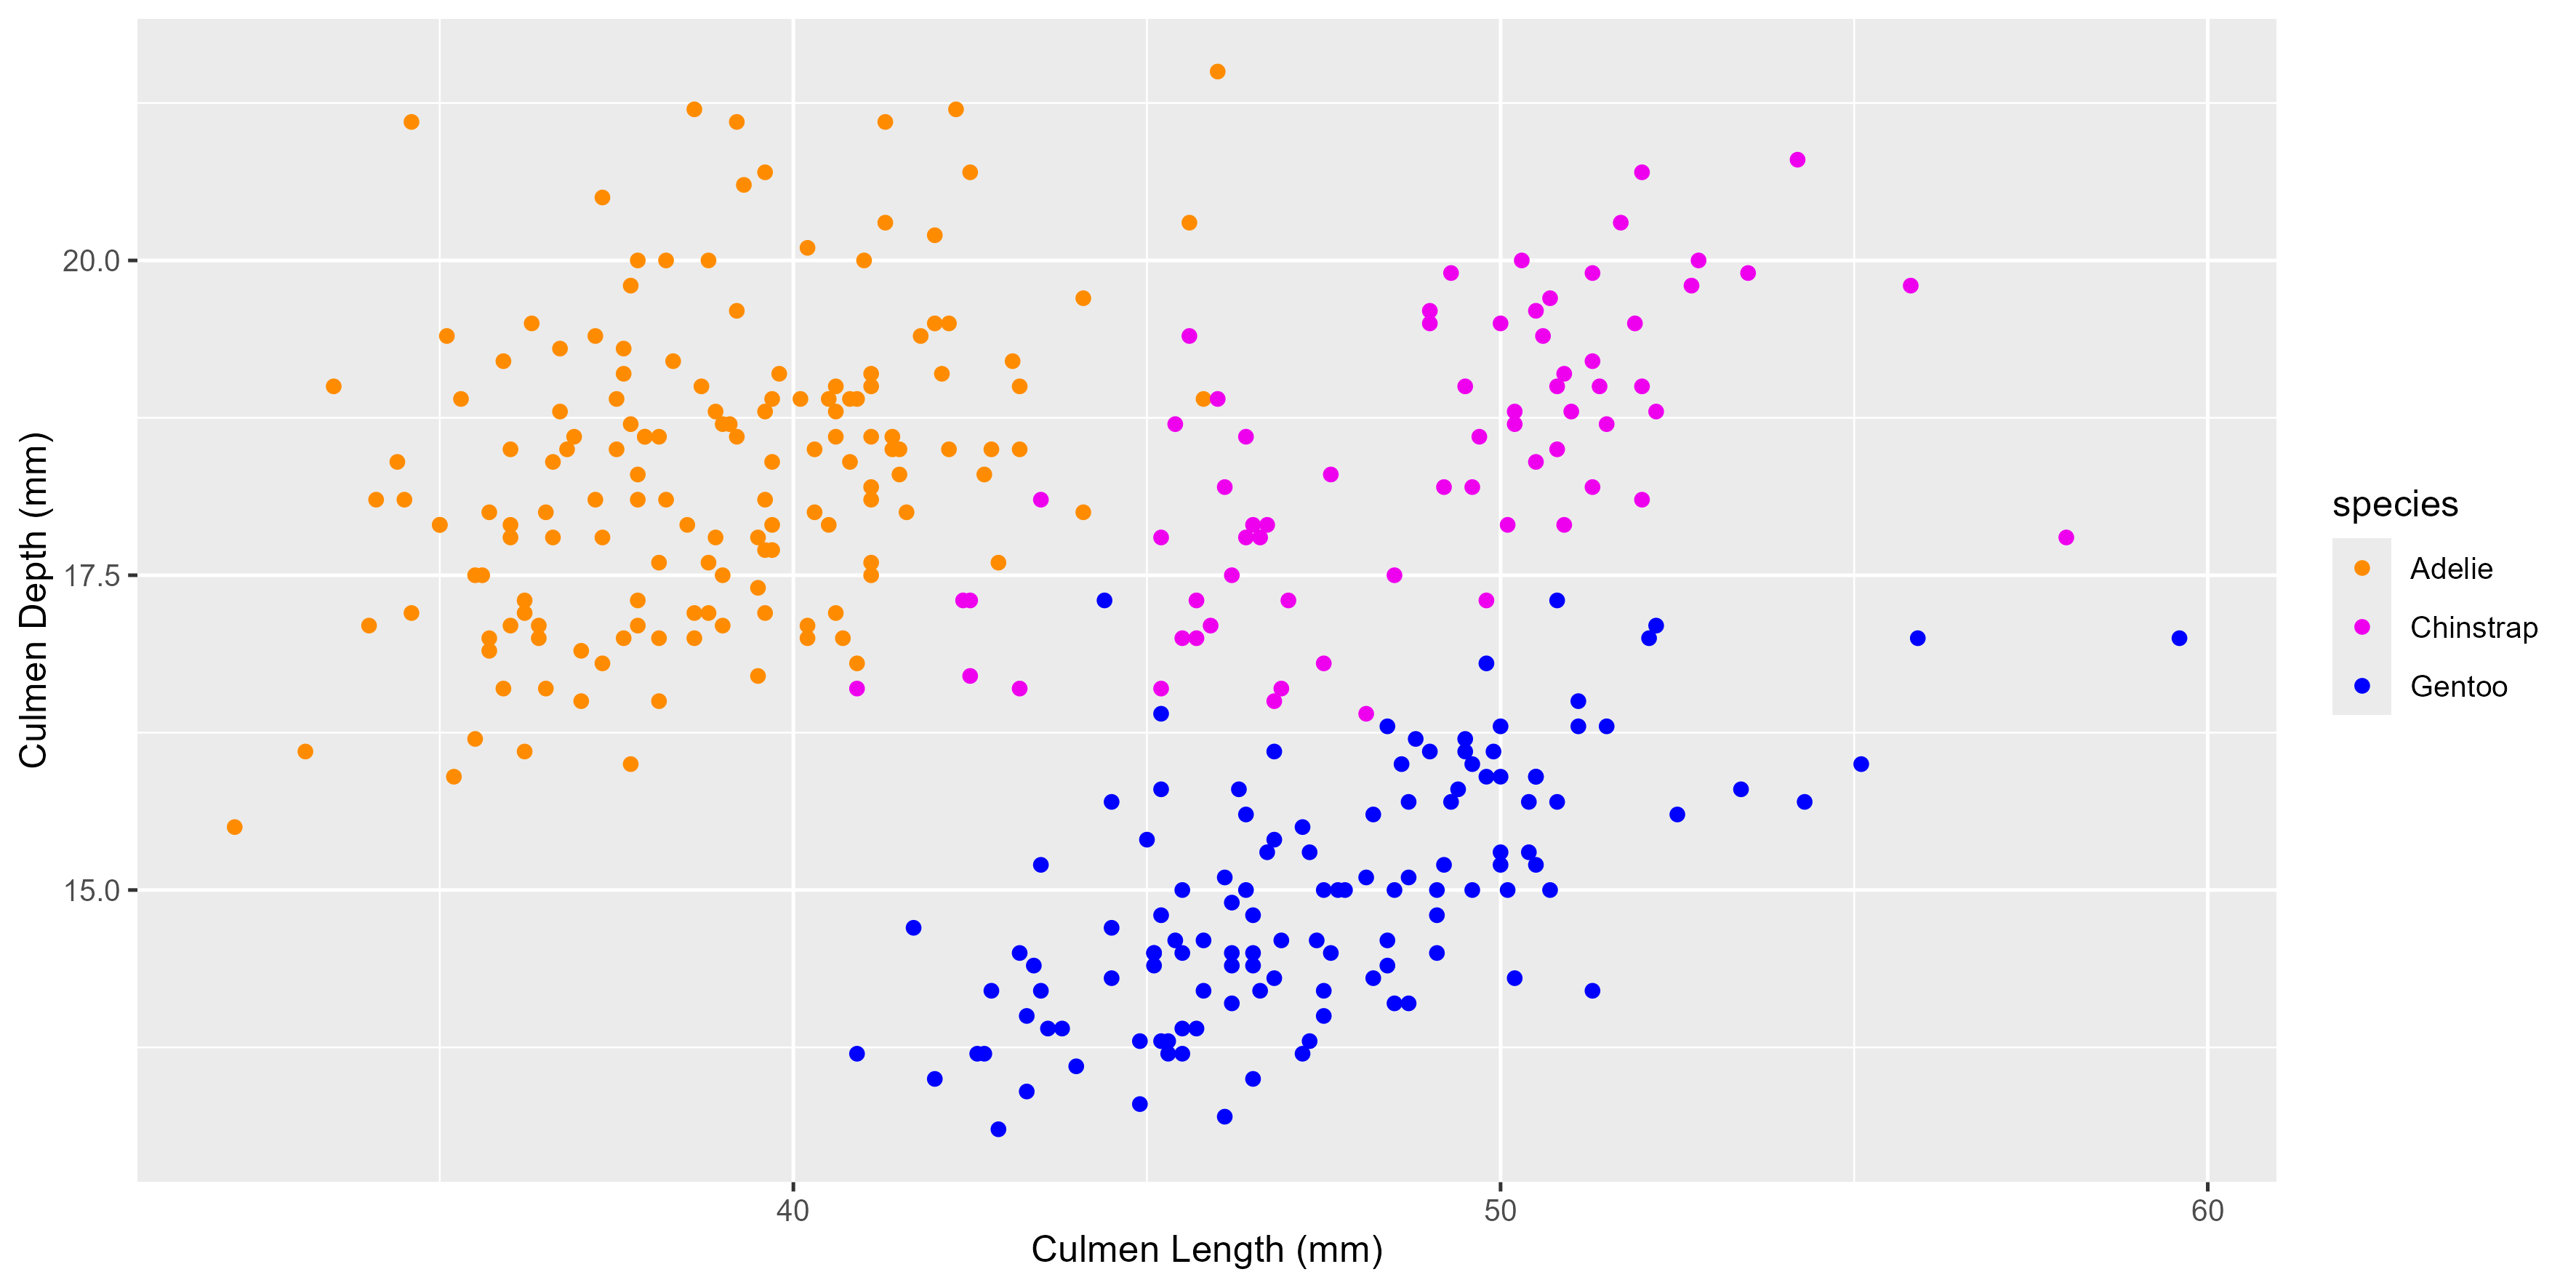 20.0
17.5
15.0
Culmen Depth (mm)
40
50
60
Culmen Length (mm)
species
Adelie
Chinstrap
Gentoo